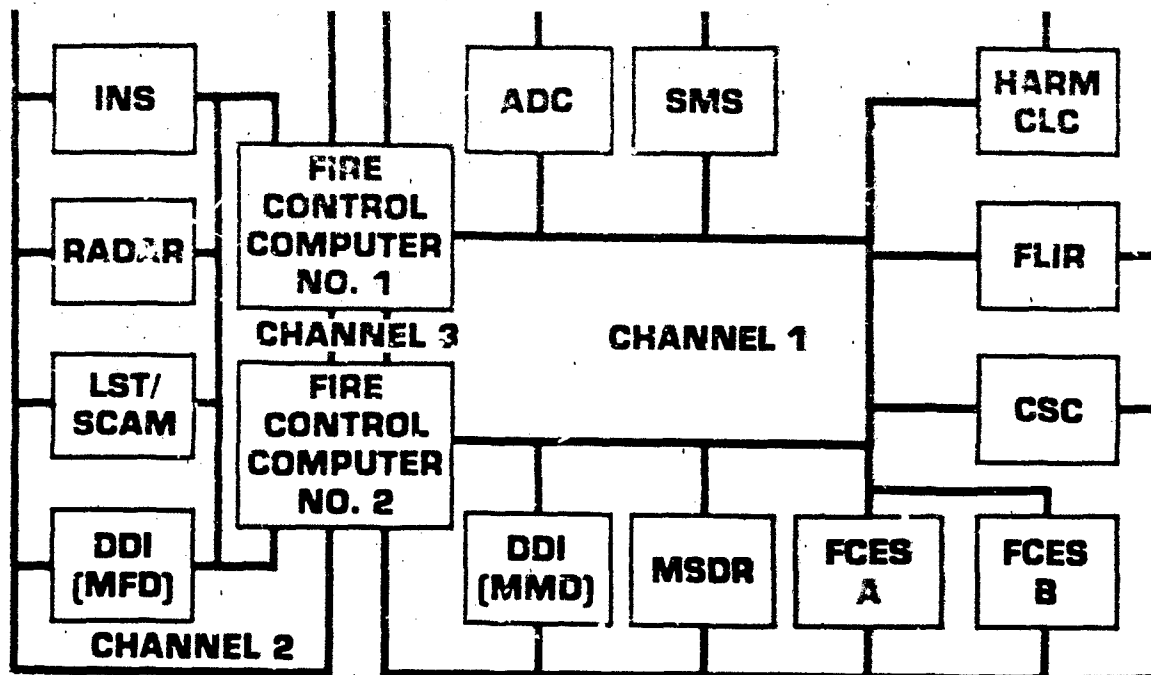 INS
ADC
SMS
HARM
CLC
FIRE
CONTROL
COMPUTER
NO. 1
RADAR
FLIR
CHANNEL 3
CHANNEL 1
LST/
SCAM
FIRE
CONTROL
COMPUTER
NO. 2
CSC
DDI
(MFD)
DDI
(MMD)
MSDR
FCES
A
FCES
B
CHANNEL 2